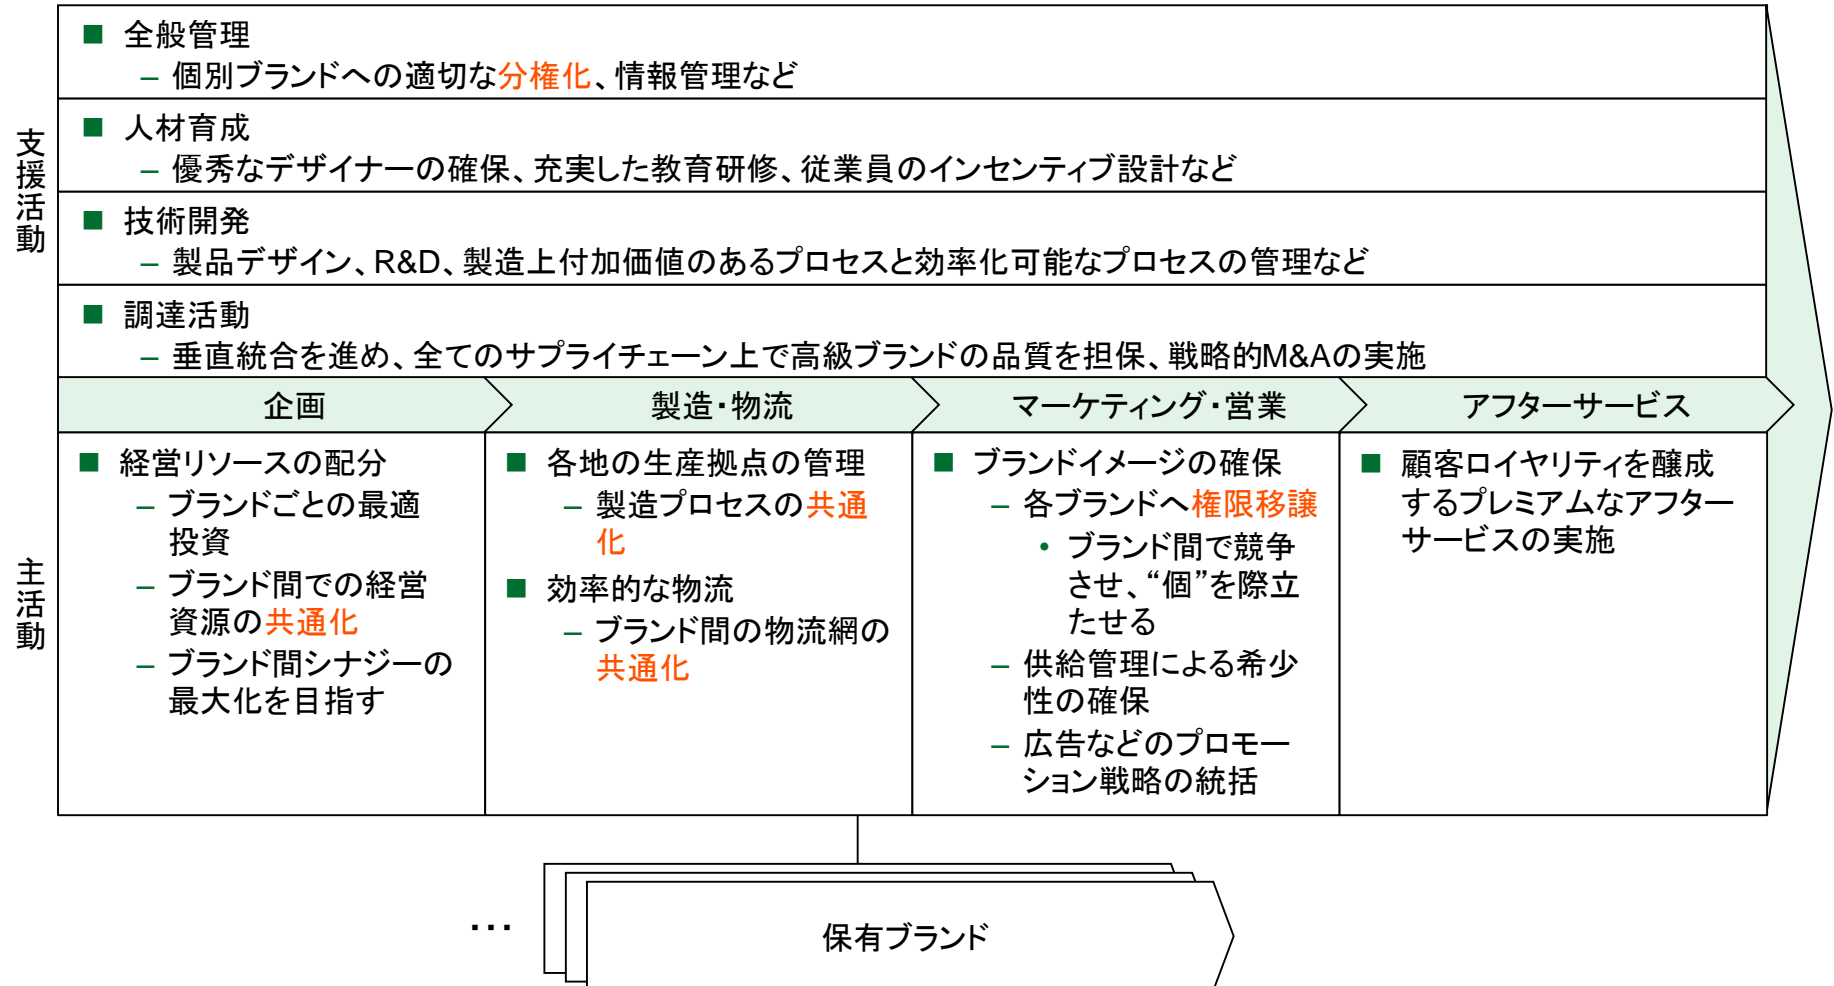 支援活動
■ 全般管理
– 個別ブランドへの適切な分権化、情報管理など
■ 人材育成
– 優秀なデザイナーの確保、充実した教育研修、従業員のインセンティブ設計など
■ 技術開発
– 製品デザイン、R&D、製造上付加価値のあるプロセスと効率化可能なプロセスの管理など
■ 調達活動
– 垂直統合を進め、全てのサプライチェーン上で高級ブランドの品質を担保、戦略的M&Aの実施
主活動
企画
■ 経営リソースの配分
– ブランドごとの最適
投資
– ブランド間での経営
資源の共通化
– ブランド間シナジーの
最大化を目指す
製造・物流
■ 各地の生産拠点の管理
– 製造プロセスの共通
化
■ 効率的な物流
– ブランド間の物流網の
共通化
マーケティング・営業
■ ブランドイメージの確保
– 各ブランドへ権限移譲
• ブランド間で競争
させ、“個”を際立
たせる
– 供給管理による希少
性の確保
– 広告などのプロモー
ション戦略の統括
アフターサービス
■ 顧客ロイヤリティを醸成
するプレミアムなアフター
サービスの実施
…
保有ブランド